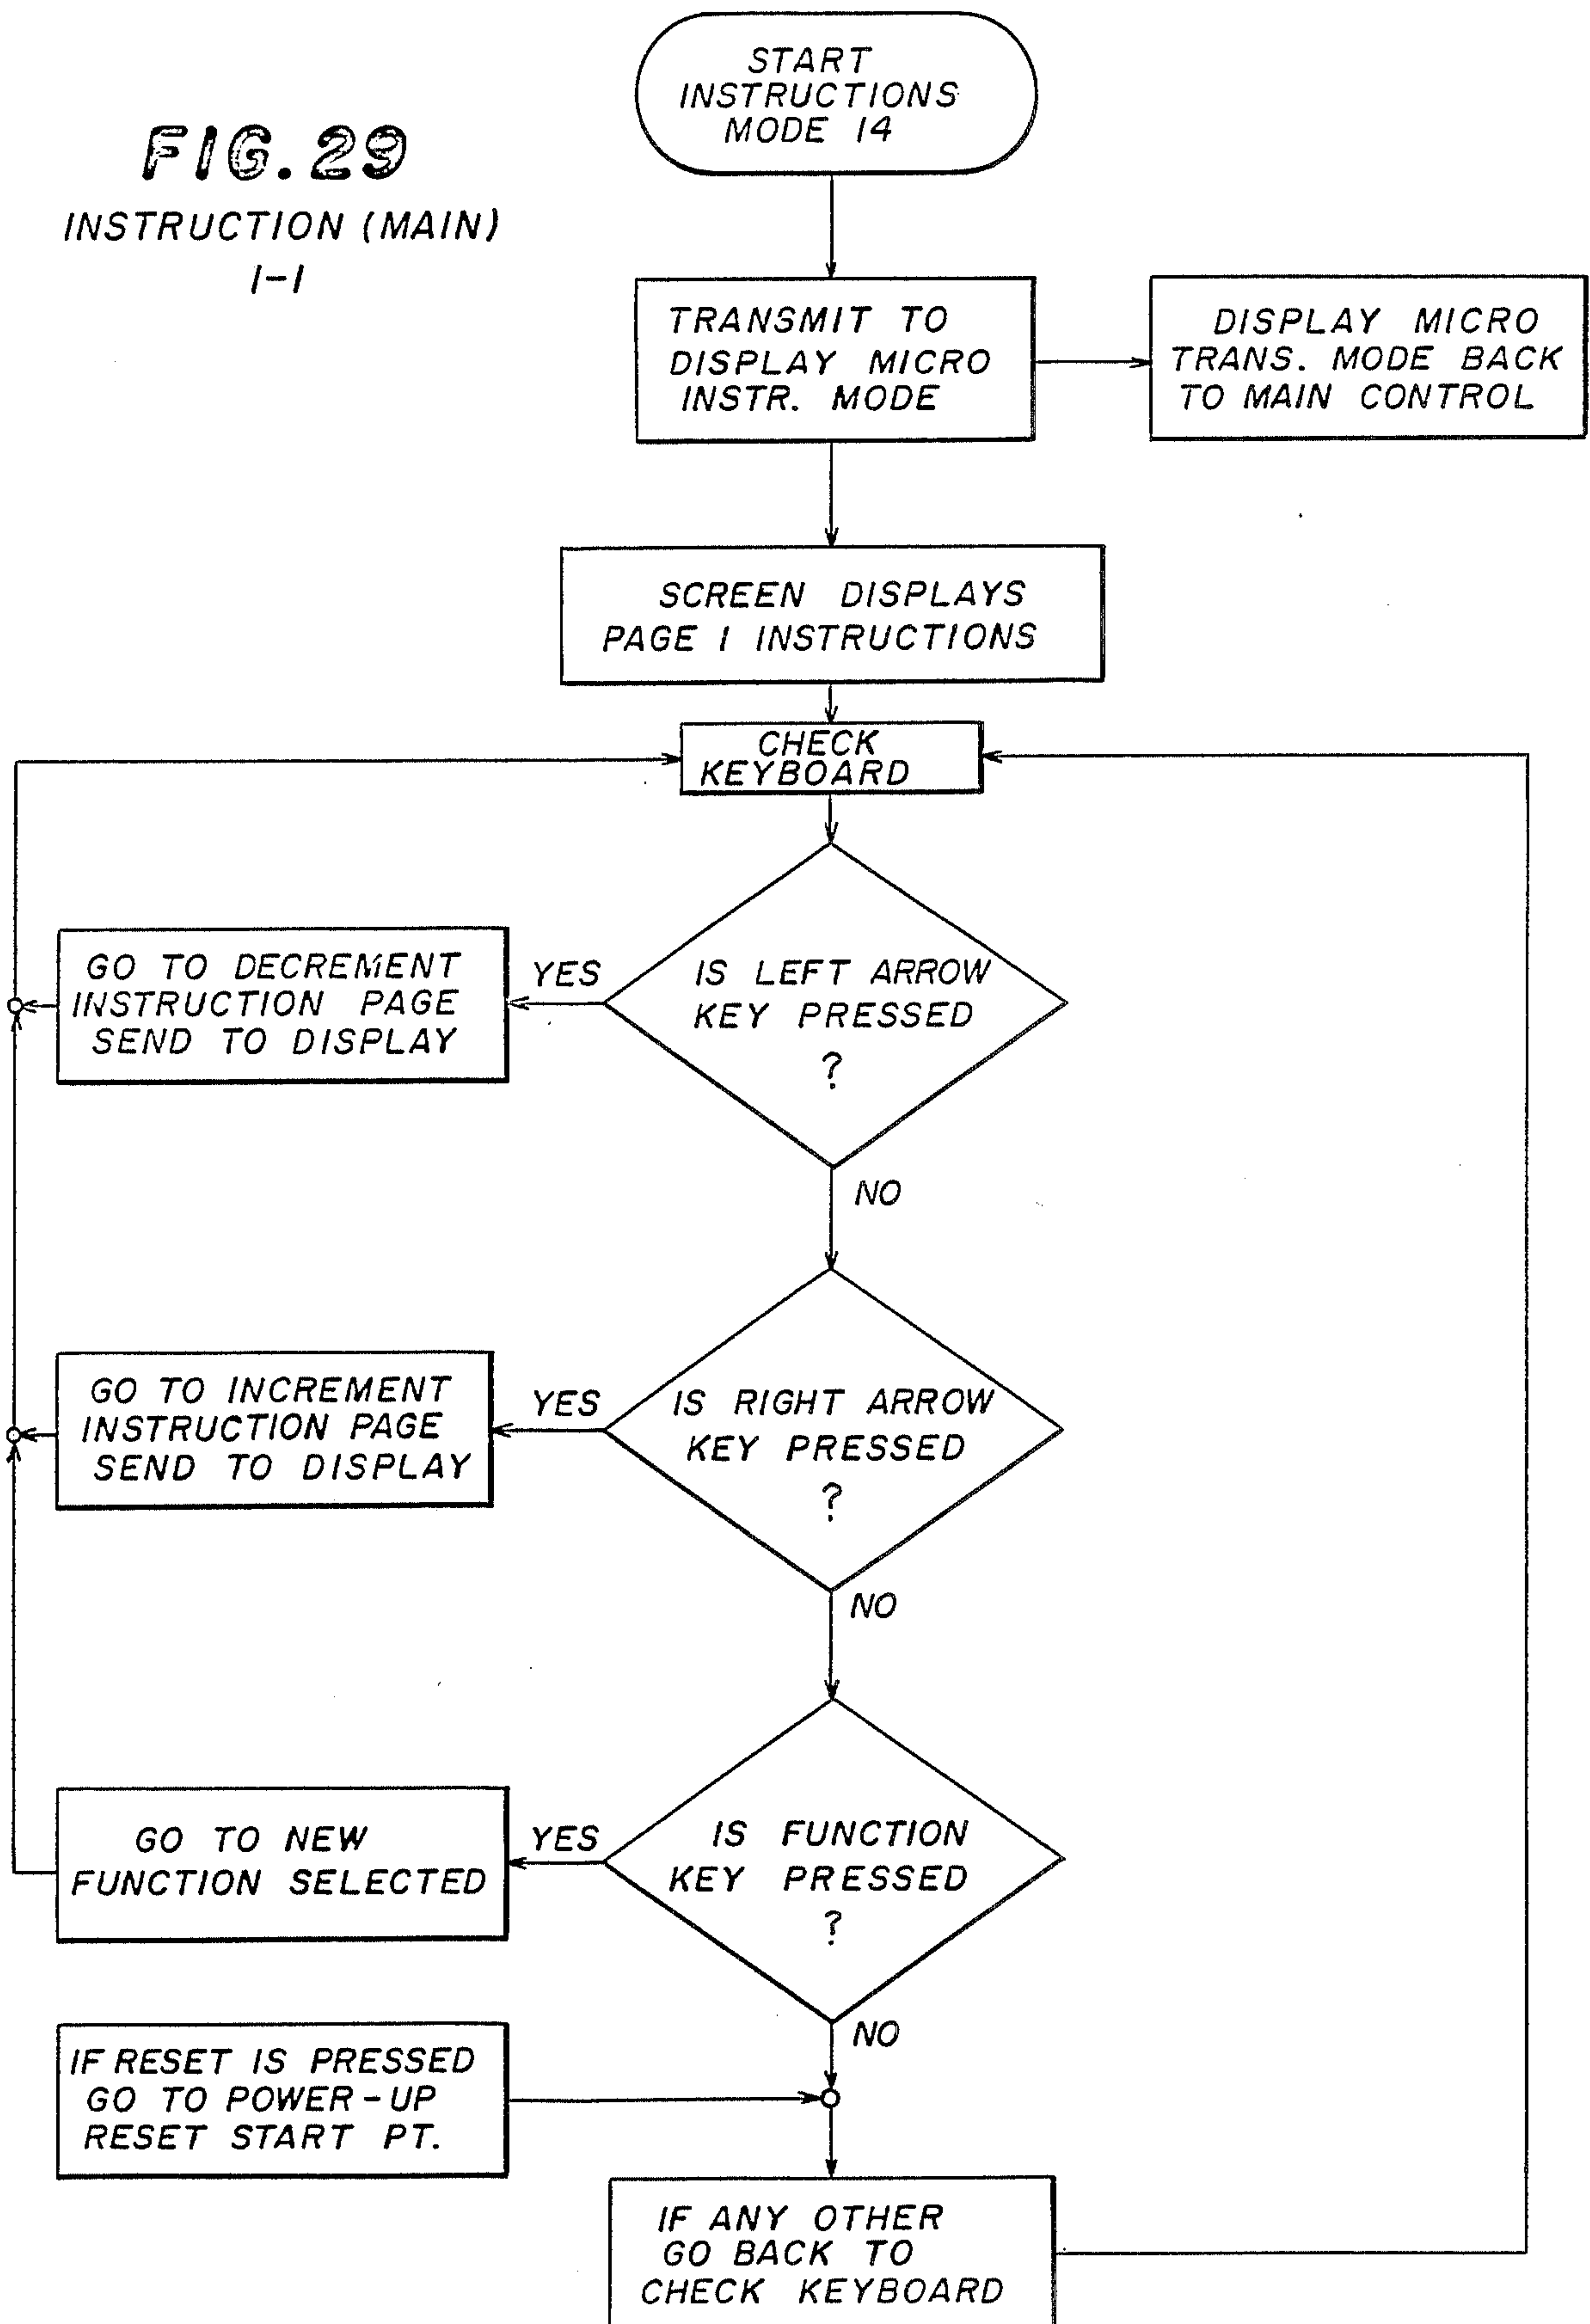 START
INSTRUCTIONS
MODE 14
FIG. 29
INSTRUCTION (MAIN)
1-1
TRANSMIT TO
DISPLAY MICRO
INSTR. MODE
DISPLAY MICRO
TRANS. MODE BACK
TO MAIN CONTROL
SCREEN DISPLAYS
PAGE 1 INSTRUCTIONS
CHECK
KEYBOARD
IS LEFT ARROW
KEY PRESSED
?
YES
GO TO DECREMENT
INSTRUCTION PAGE
SEND TO DISPLAY
NO
IS RIGHT ARROW
KEY PRESSED
?
YES
GO TO INCREMENT
INSTRUCTION PAGE
SEND TO DISPLAY
NO
IS FUNCTION
KEY PRESSED
?
YES
GO TO NEW
FUNCTION SELECTED
NO
IF RESET IS PRESSED
GO TO POWER-UP
RESET START PT.
IF ANY OTHER
GO BACK TO
CHECK KEYBOARD